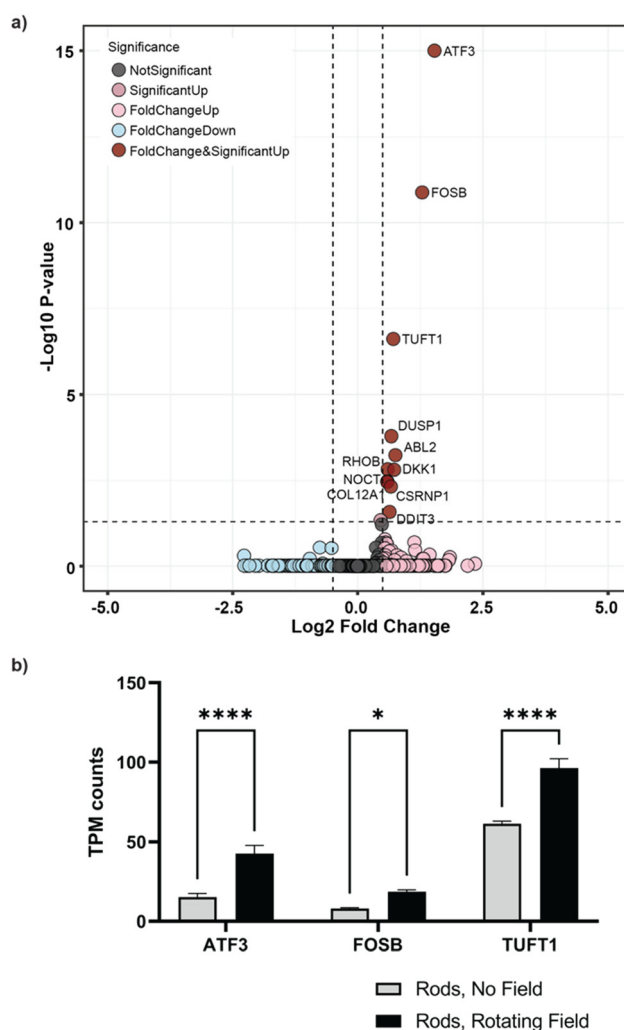 a)
Significance
NotSignificant
SignificantUp
FoldChangeUp
FoldChangeDown
FoldChange&SignificantUp
-Log10 P-value
15
10
5
0
ATF3
FOSB
TUFT1
DUSP1
ABL2
RHOB
DKK1
NOCT
COL12A1
CSRNP1
DDIT3
-5.0 -2.5 0.0 2.5 5.0
Log2 Fold Change
b)
TPM counts
150
100
50
0
**** * ****
ATF3 FOSB TUFT1
Rods, No Field
Rods, Rotating Field